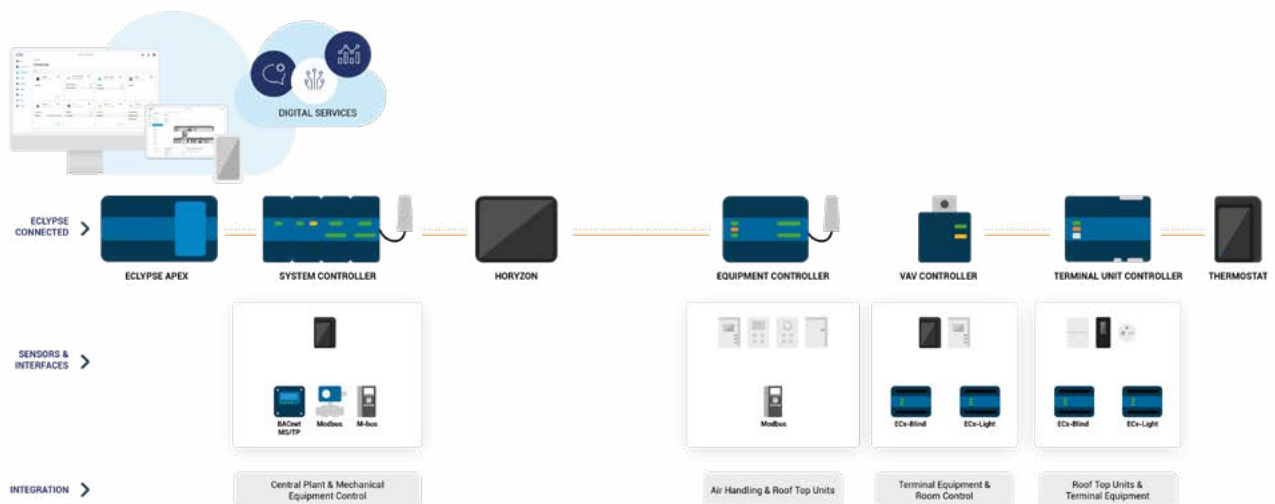 DIGITAL SERVICES
ECLYPSE
CONNECTED
ECLYPSE APEX
SYSTEM CONTROLLER
HORYZON
EQUIPMENT CONTROLLER
VAV CONTROLLER
TERMINAL UNIT CONTROLLER
THERMOSTAT
SENSORS &
INTERFACES
BACnet
MS/TP
Modbus
M-bus
Modbus
ECx-Blind
ECx-Light
ECx-Blind
ECx-Light
INTEGRATION
Central Plant & Mechanical
Equipment Control
Air Handling & Roof Top Units
Terminal Equipment &
Room Control
Roof Top Units &
Terminal Equipment